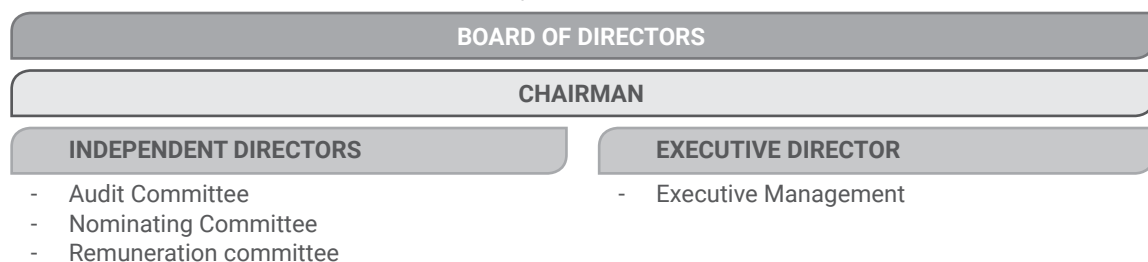 BOARD OF DIRECTORS
CHAIRMAN
INDEPENDENT DIRECTORS
- Audit Committee
- Nominating Committee
- Remuneration committee
EXECUTIVE DIRECTOR
- Executive Management